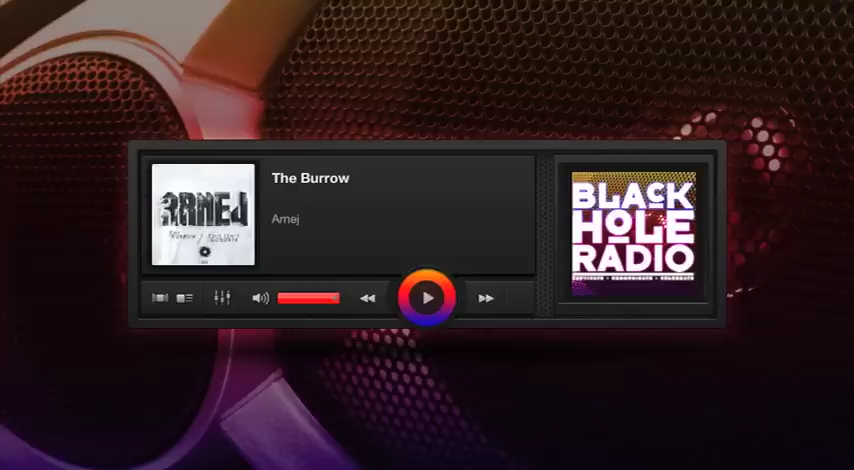 The Burrow
Arnej
ARNEJ
BLACK
HOLE
RADIO